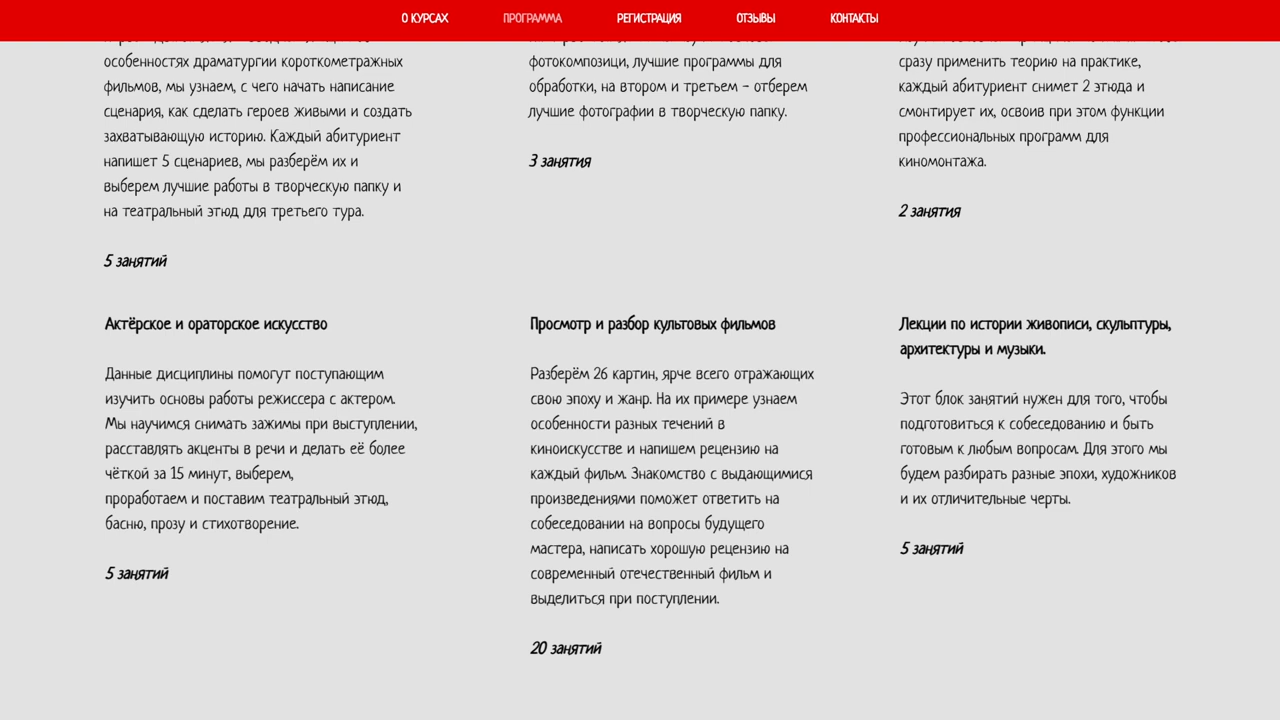 О КУРСАХ
ПРОГРАММА
РЕГИСТРАЦИЯ
ОТЗЫВЫ
КОНТАКТЫ
особенностях драматургии короткометражных
фильмов, мы узнаем, с чего начать написание
сценария, как сделать героев живыми и создать
захватывающую историю. Каждый абитуриент
напишет 5 сценариев, мы разберём их и
выберем лучшие работы в творческую папку и
на театральный этюд для третьего тура.
5 занятий
фотокомпозици, лучшие программы для
обработки, на втором и третьем - отберем
лучшие фотографии в творческую папку.
3 занятия
сразу применить теорию на практике,
каждый абитуриент снимет 2 этюда и
смонтирует их, освоив при этом функции
профессиональных программ для
киномонтажа.
2 занятия
Актёрское и ораторское искусство
Данные дисциплины помогут поступающим
изучить основы работы режиссера с актером.
Мы научимся снимать зажимы при выступлении,
расставлять акценты в речи и делать её более
чёткой за 15 минут, выберем,
проработаем и поставим театральный этюд,
басню, прозу и стихотворение.
5 занятий
Просмотр и разбор культовых фильмов
Разберём 26 картин, ярче всего отражающих
свою эпоху и жанр. На их примере узнаем
особенности разных течений в
киноискусстве и напишем рецензию на
каждый фильм. Знакомство с выдающимися
произведениями поможет ответить на
собеседовании на вопросы будущего
мастера, написать хорошую рецензию на
современный отечественный фильм и
выделиться при поступлении.
20 занятий
Лекции по истории живописи, скульптуры,
архитектуры и музыки.
Этот блок занятий нужен для того, чтобы
подготовиться к собеседованию и быть
готовым к любым вопросам. Для этого мы
будем разбирать разные эпохи, художников
и их отличительные черты.
5 занятий